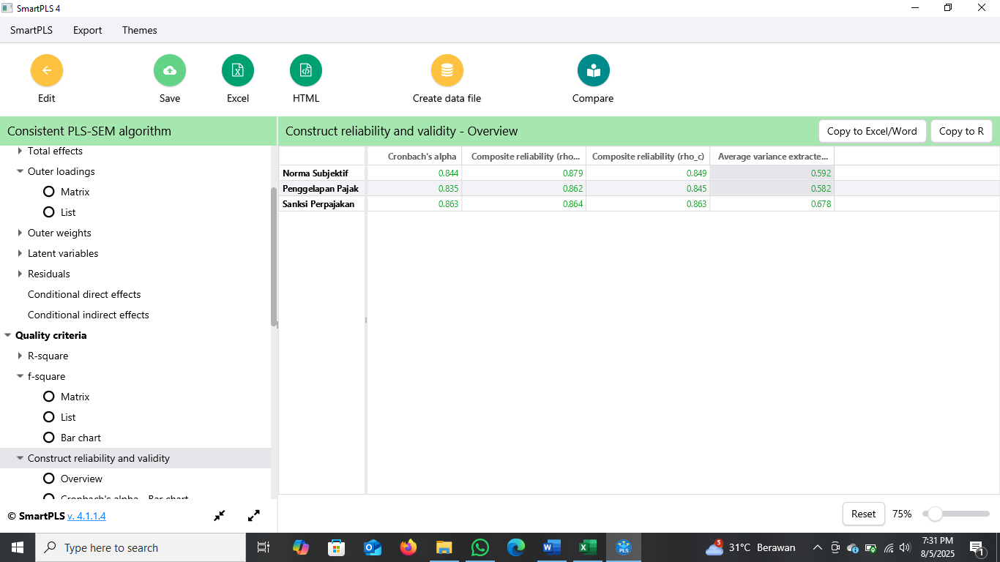 SmartPLS 4
SmartPLS Export Themes
Edit Save Excel HTML Create data file Compare
Consistent PLS-SEM algorithm
Total effects
Outer loadings
Matrix
List
Outer weights
Latent variables
Residuals
Conditional direct effects
Conditional indirect effects
Quality criteria
R-square
f-square
Matrix
List
Bar chart
Construct reliability and validity
Overview
Cronbach's alpha - Bar chart
© SmartPLS v. 4.1.1.4
Construct reliability and validity - Overview Copy to Excel/Word Copy to R
Cronbach's alpha Composite reliability (rho... Composite reliability (rho_c) Average variance extracte...
Norma Subjektif 0.844 0.879 0.849 0.592
Penggelapan Pajak 0.835 0.862 0.845 0.582
Sanksi Perpajakan 0.863 0.864 0.863 0.678
Reset 75%
Type here to search
PLS
5
31°C Berawan
7:31 PM
8/5/2025
1